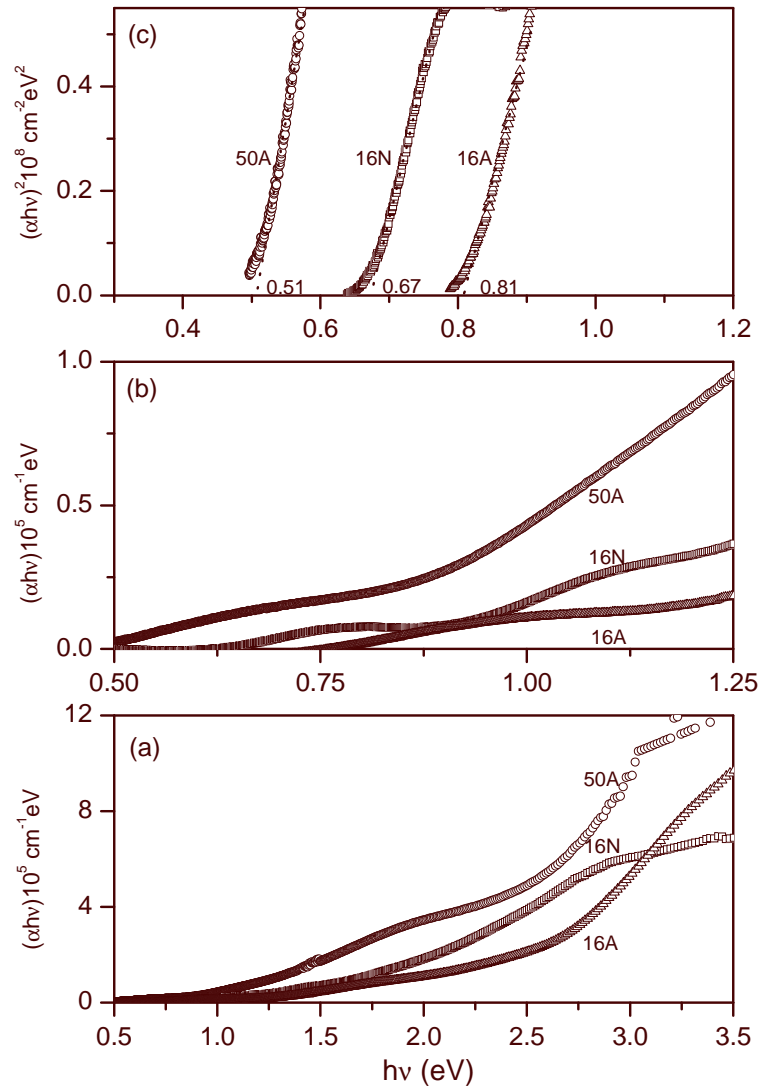 (c)
(αhν)²10⁸ cm⁻²eV²
0.4
0.2
0.0
50A
16N
16A
0.51
0.67
0.81
0.4 0.6 0.8 1.0 1.2
(b)
(αhν)10⁵ cm⁻¹eV
1.0
0.5
0.0
50A
16N
16A
0.50 0.75 1.00 1.25
(a)
(αhν)10⁵ cm⁻¹eV
12
8
4
0
50A
16N
16A
0.5 1.0 1.5 2.0 2.5 3.0 3.5
hν (eV)